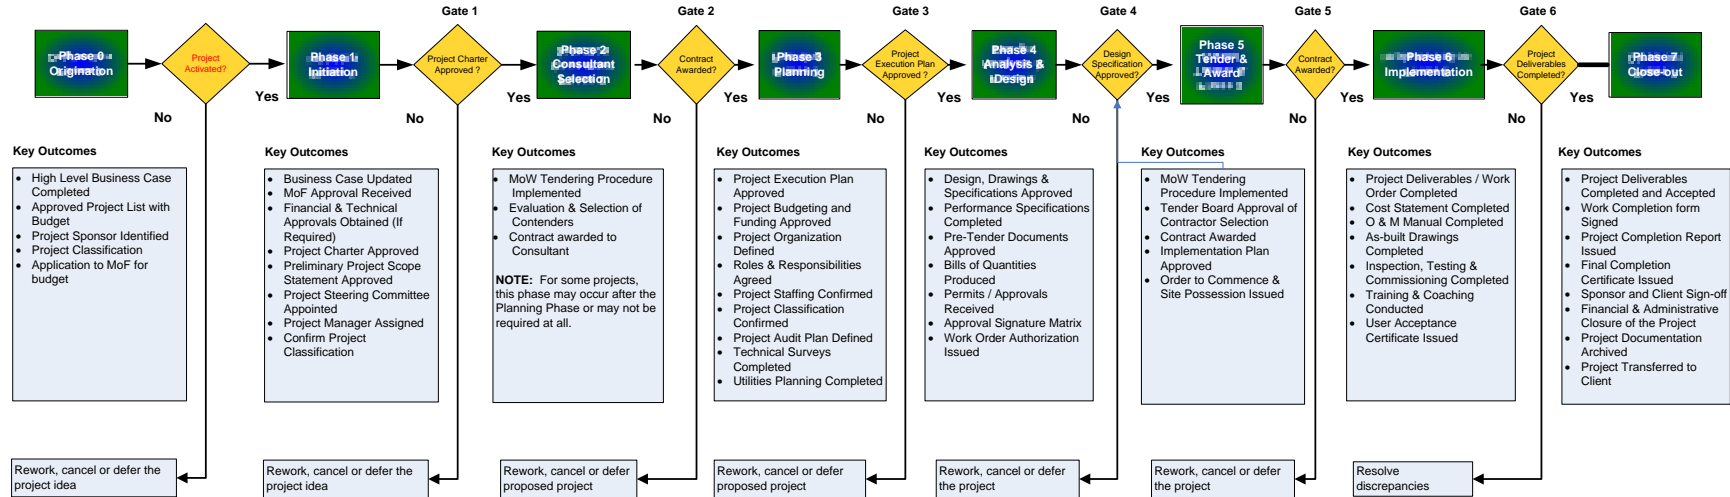 Gate 1
Gate 2
Gate 3
Gate 4
Gate 5
Gate 6
Phase 0
Origination
Project
Activated?
Phase 1
Initiation
Project Charter
Approved ?
Phase 2
Consultant
Selection
Contract
Awarded?
Phase 3
Planning
Project
Execution Plan
Approved ?
Phase 4
Analysis &
Design
Design
Specification
Approved?
Phase 5
Tender &
Award
Contract
Awarded?
Phase 6
Implementation
Project
Deliverables
Completed?
Phase 7
Close-out
Yes
No
Yes
No
Yes
No
Yes
No
Yes
No
Yes
No
Yes
No
Key Outcomes
• High Level Business Case
Completed
• Approved Project List with
Budget
• Project Sponsor Identified
• Project Classification
• Application to MoF for
budget
Rework, cancel or defer the
project idea
Key Outcomes
• Business Case Updated
• MoF Approval Received
• Financial & Technical
Approvals Obtained (If
Required)
• Project Charter Approved
• Preliminary Project Scope
Statement Approved
• Project Steering Committee
Appointed
• Project Manager Assigned
• Confirm Project
Classification
Rework, cancel or defer the
project idea
Key Outcomes
• MoW Tendering Procedure
Implemented
• Evaluation & Selection of
Contenders
• Contract awarded to
Consultant
NOTE: For some projects,
this phase may occur after the
Planning Phase or may not be
required at all.
Rework, cancel or defer
proposed project
Key Outcomes
• Project Execution Plan
Approved
• Project Budgeting and
Funding Approved
• Project Organization
Defined
• Roles & Responsibilities
Agreed
• Project Staffing Confirmed
• Project Classification
Confirmed
• Project Audit Plan Defined
• Technical Surveys
Completed
• Utilities Planning Completed
Rework, cancel or defer
proposed project
Key Outcomes
• Design, Drawings &
Specifications Approved
• Performance Specifications
Completed
• Pre-Tender Documents
Approved
• Bills of Quantities
Produced
• Permits / Approvals
Received
• Approval Signature Matrix
• Work Order Authorization
Issued
Rework, cancel or defer
the project
Key Outcomes
• MoW Tendering
Procedure Implemented
• Tender Board Approval of
Contractor Selection
• Contract Awarded
• Implementation Plan
Approved
• Order to Commence &
Site Possession Issued
Rework, cancel or defer
the project
Key Outcomes
• Project Deliverables / Work
Order Completed
• Cost Statement Completed
• O & M Manual Completed
• As-built Drawings
Completed
• Inspection, Testing &
Commissioning Completed
• Training & Coaching
Conducted
• User Acceptance
Certificate Issued
Resolve
discrepancies
Key Outcomes
• Project Deliverables
Completed and Accepted
• Work Completion form
Signed
• Project Completion Report
Issued
• Final Completion
Certificate Issued
• Sponsor and Client Sign-off
• Financial & Administrative
Closure of the Project
• Project Documentation
Archived
• Project Transferred to
Client